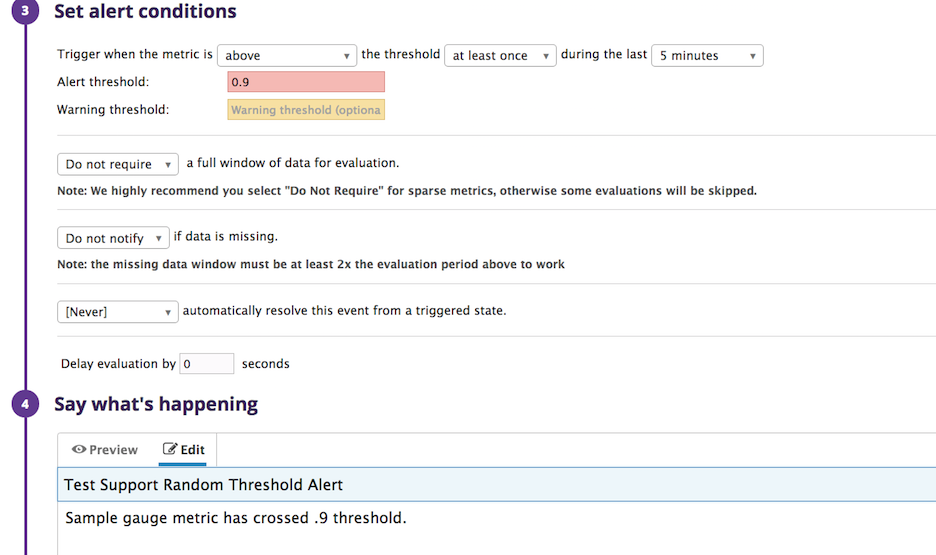 3 Set alert conditions
Trigger when the metric is above the threshold at least once during the last 5 minutes
Alert threshold: 0.9
Warning threshold: Warning threshold (optiona
Do not require a full window of data for evaluation.
Note: We highly recommend you select "Do Not Require" for sparse metrics, otherwise some evaluations will be skipped.
Do not notify if data is missing.
Note: the missing data window must be at least 2x the evaluation period above to work
[Never] automatically resolve this event from a triggered state.
Delay evaluation by 0 seconds
4 Say what's happening
Preview Edit
Test Support Random Threshold Alert
Sample gauge metric has crossed .9 threshold.